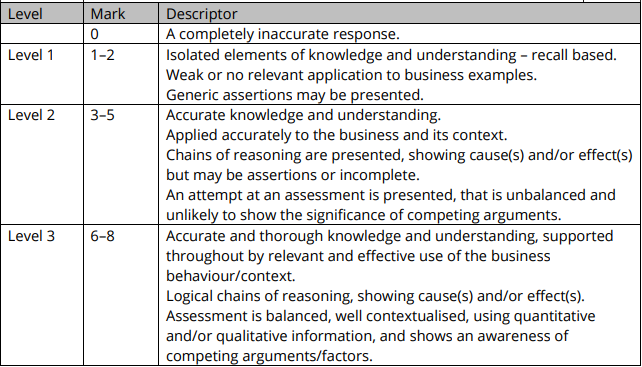 Level Mark Descriptor
0 A completely inaccurate response.
Level 1 1–2 Isolated elements of knowledge and understanding – recall based.
Weak or no relevant application to business examples.
Generic assertions may be presented.
Level 2 3–5 Accurate knowledge and understanding.
Applied accurately to the business and its context.
Chains of reasoning are presented, showing cause(s) and/or effect(s)
but may be assertions or incomplete.
An attempt at an assessment is presented, that is unbalanced and
unlikely to show the significance of competing arguments.
Level 3 6–8 Accurate and thorough knowledge and understanding, supported
throughout by relevant and effective use of the business
behaviour/context.
Logical chains of reasoning, showing cause(s) and/or effect(s).
Assessment is balanced, well contextualised, using quantitative
and/or qualitative information, and shows an awareness of
competing arguments/factors.